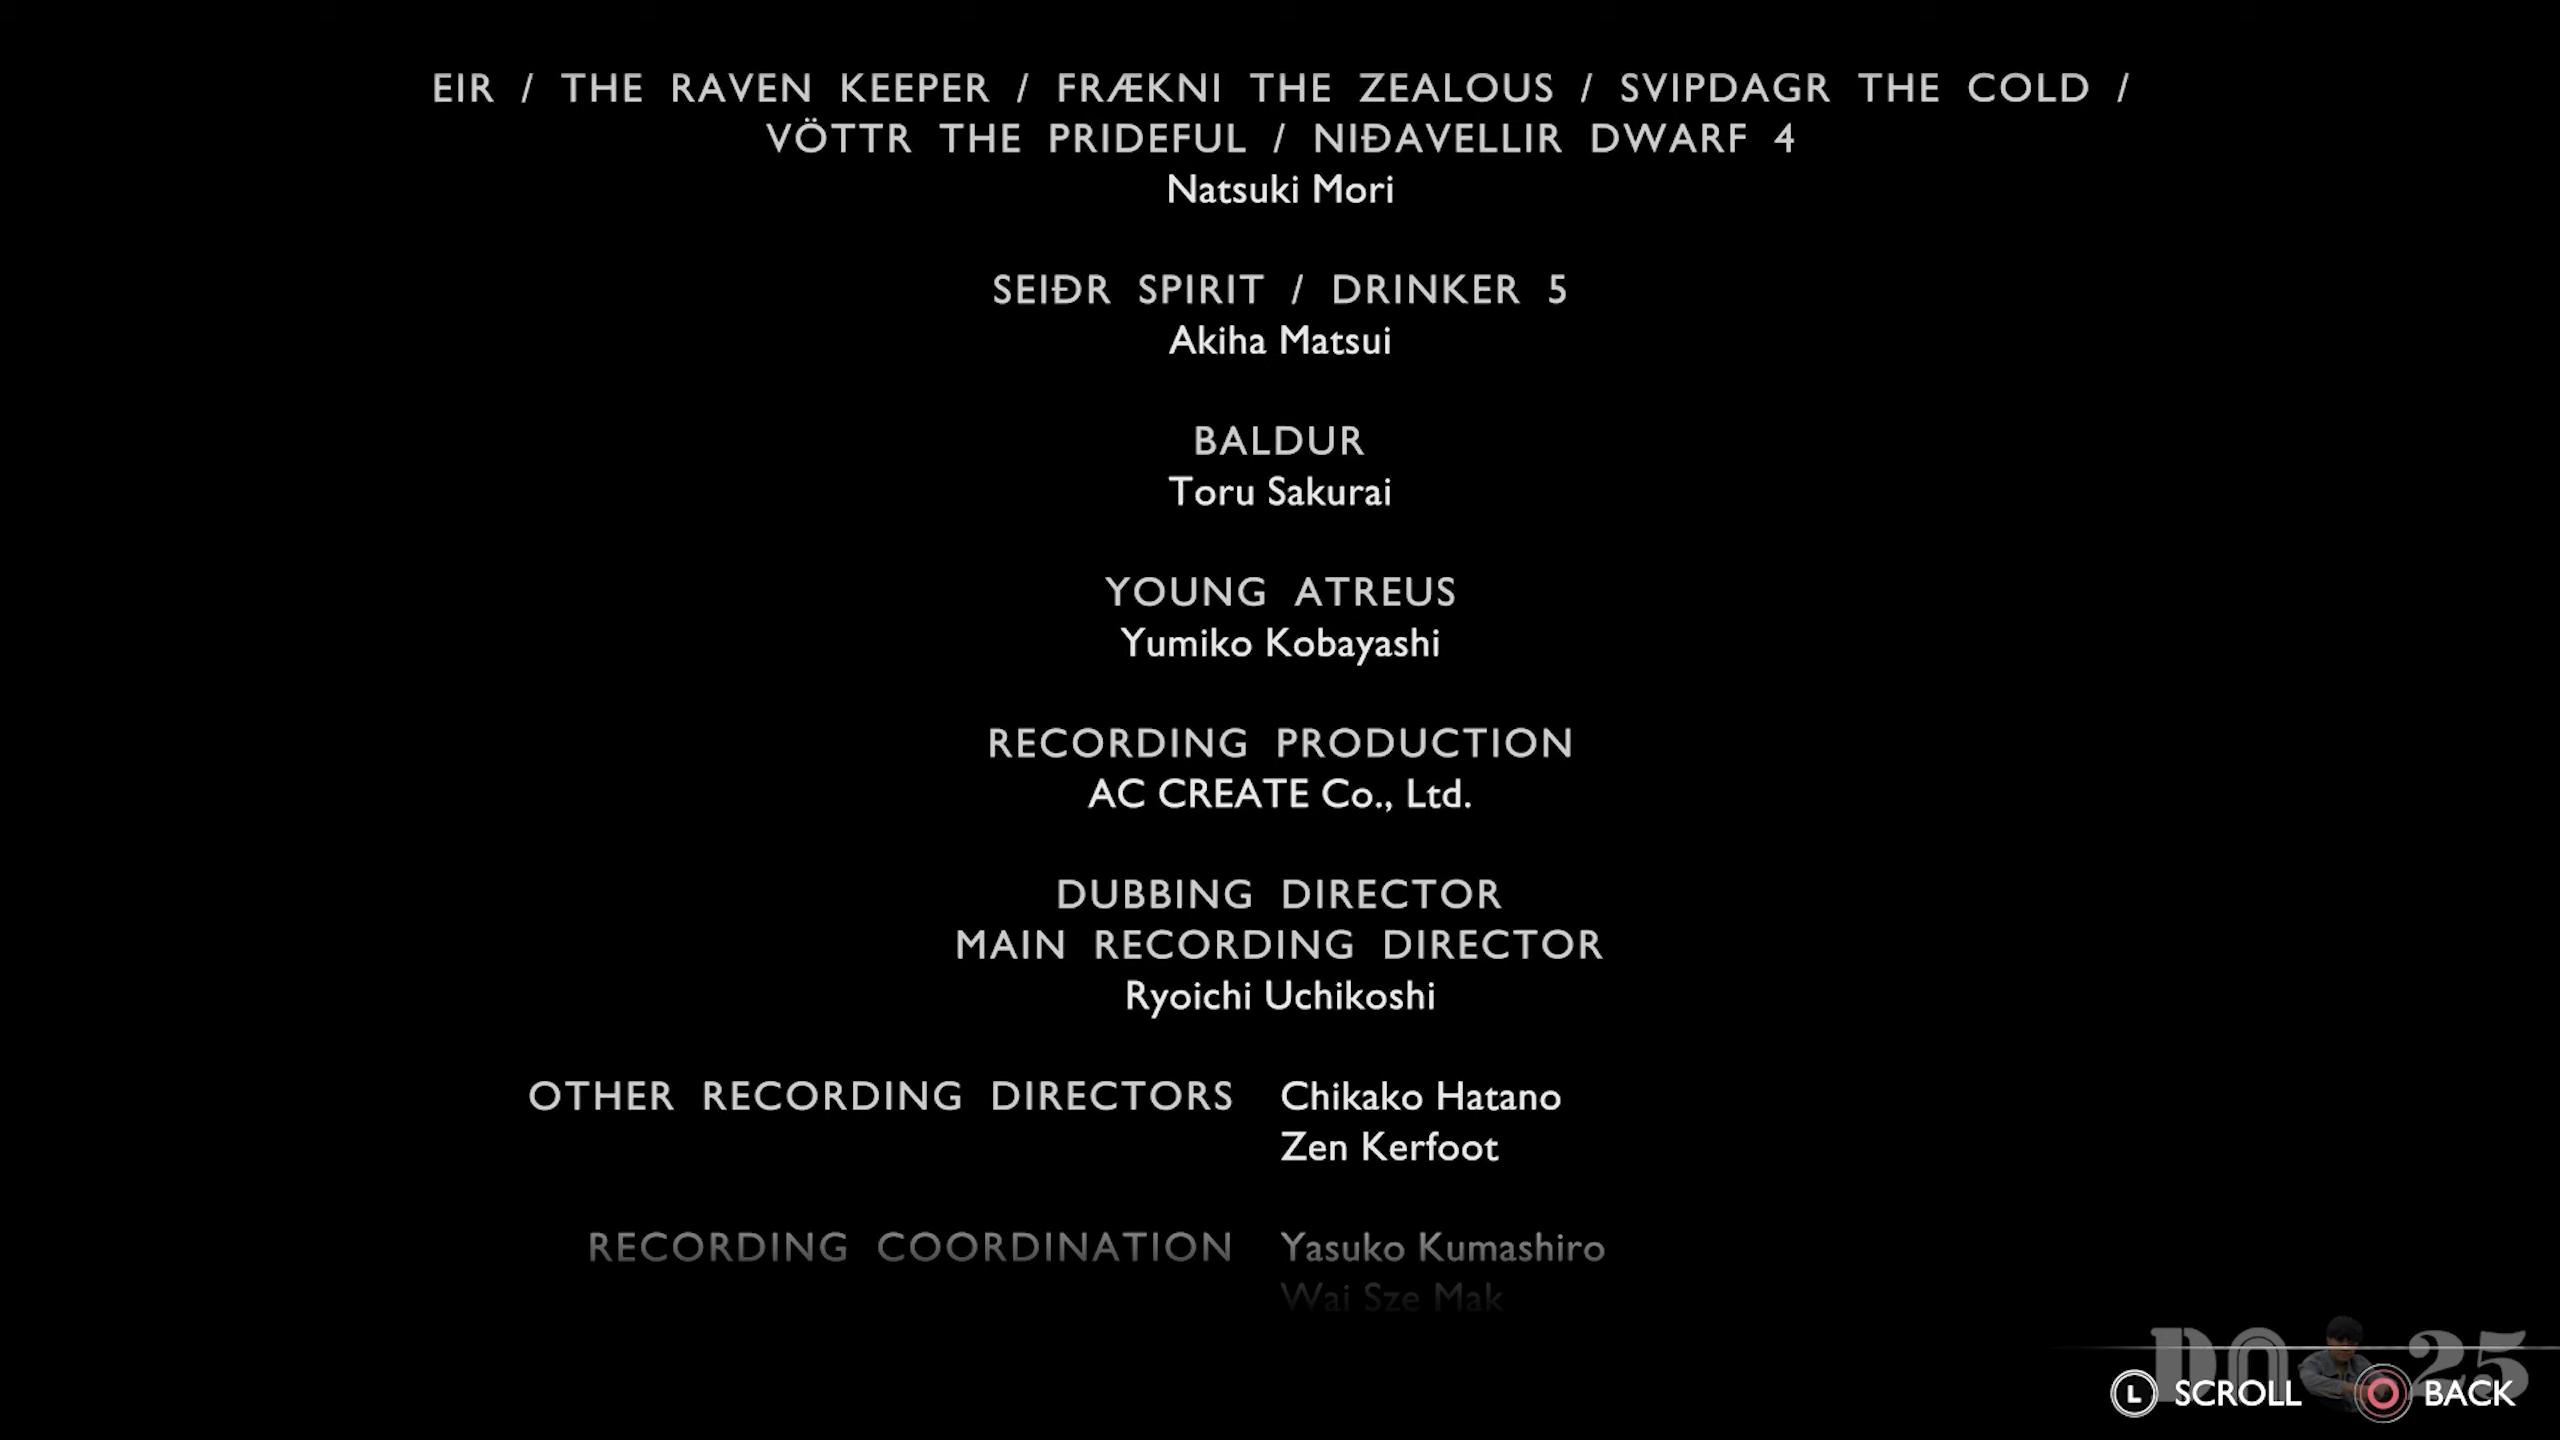 EIR / THE RAVEN KEEPER / FRÆKNI THE ZEALOUS / SVIPDAGR THE COLD /
VÖTTR THE PRIDEFUL / NIÐAVELLIR DWARF 4
Natsuki Mori
SEIÐR SPIRIT / DRINKER 5
Akiha Matsui
BALDUR
Toru Sakurai
YOUNG ATREUS
Yumiko Kobayashi
RECORDING PRODUCTION
AC CREATE Co., Ltd.
DUBBING DIRECTOR
MAIN RECORDING DIRECTOR
Ryoichi Uchikoshi
OTHER RECORDING DIRECTORS Chikako Hatano
Zen Kerfoot
RECORDING COORDINATION Yasuko Kumashiro
Wai Sze Mak
L SCROLL BACK
25